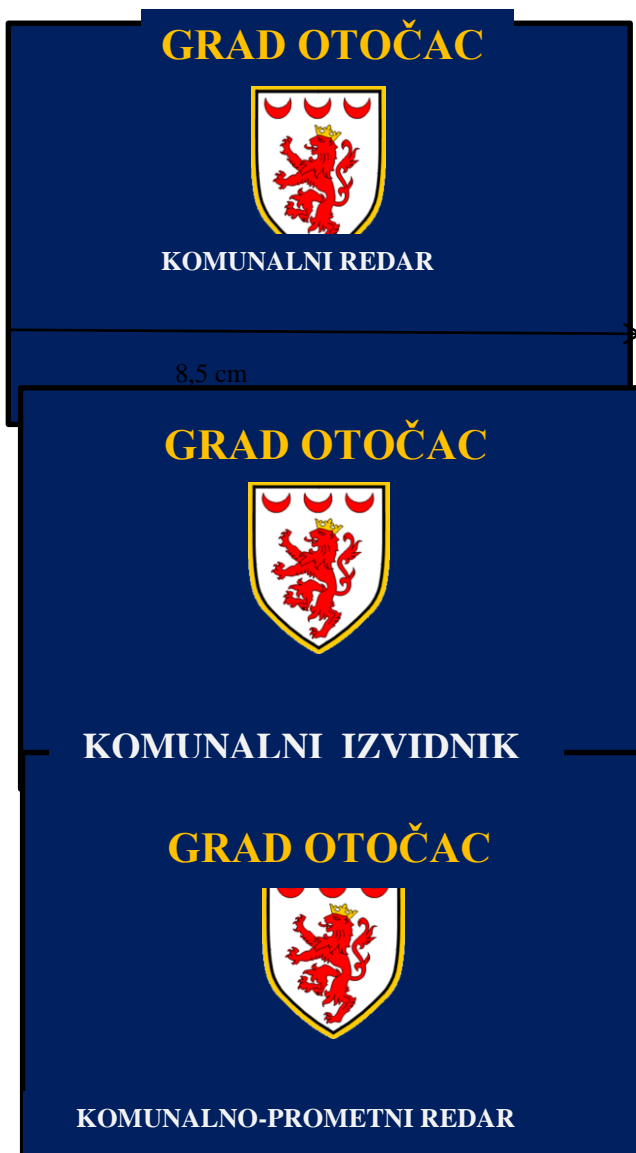 GRAD OTOČAC
KOMUNALNI REDAR
8,5 cm
GRAD OTOČAC
KOMUNALNI IZVIDNIK
GRAD OTOČAC
KOMUNALNO-PROMETNI REDAR